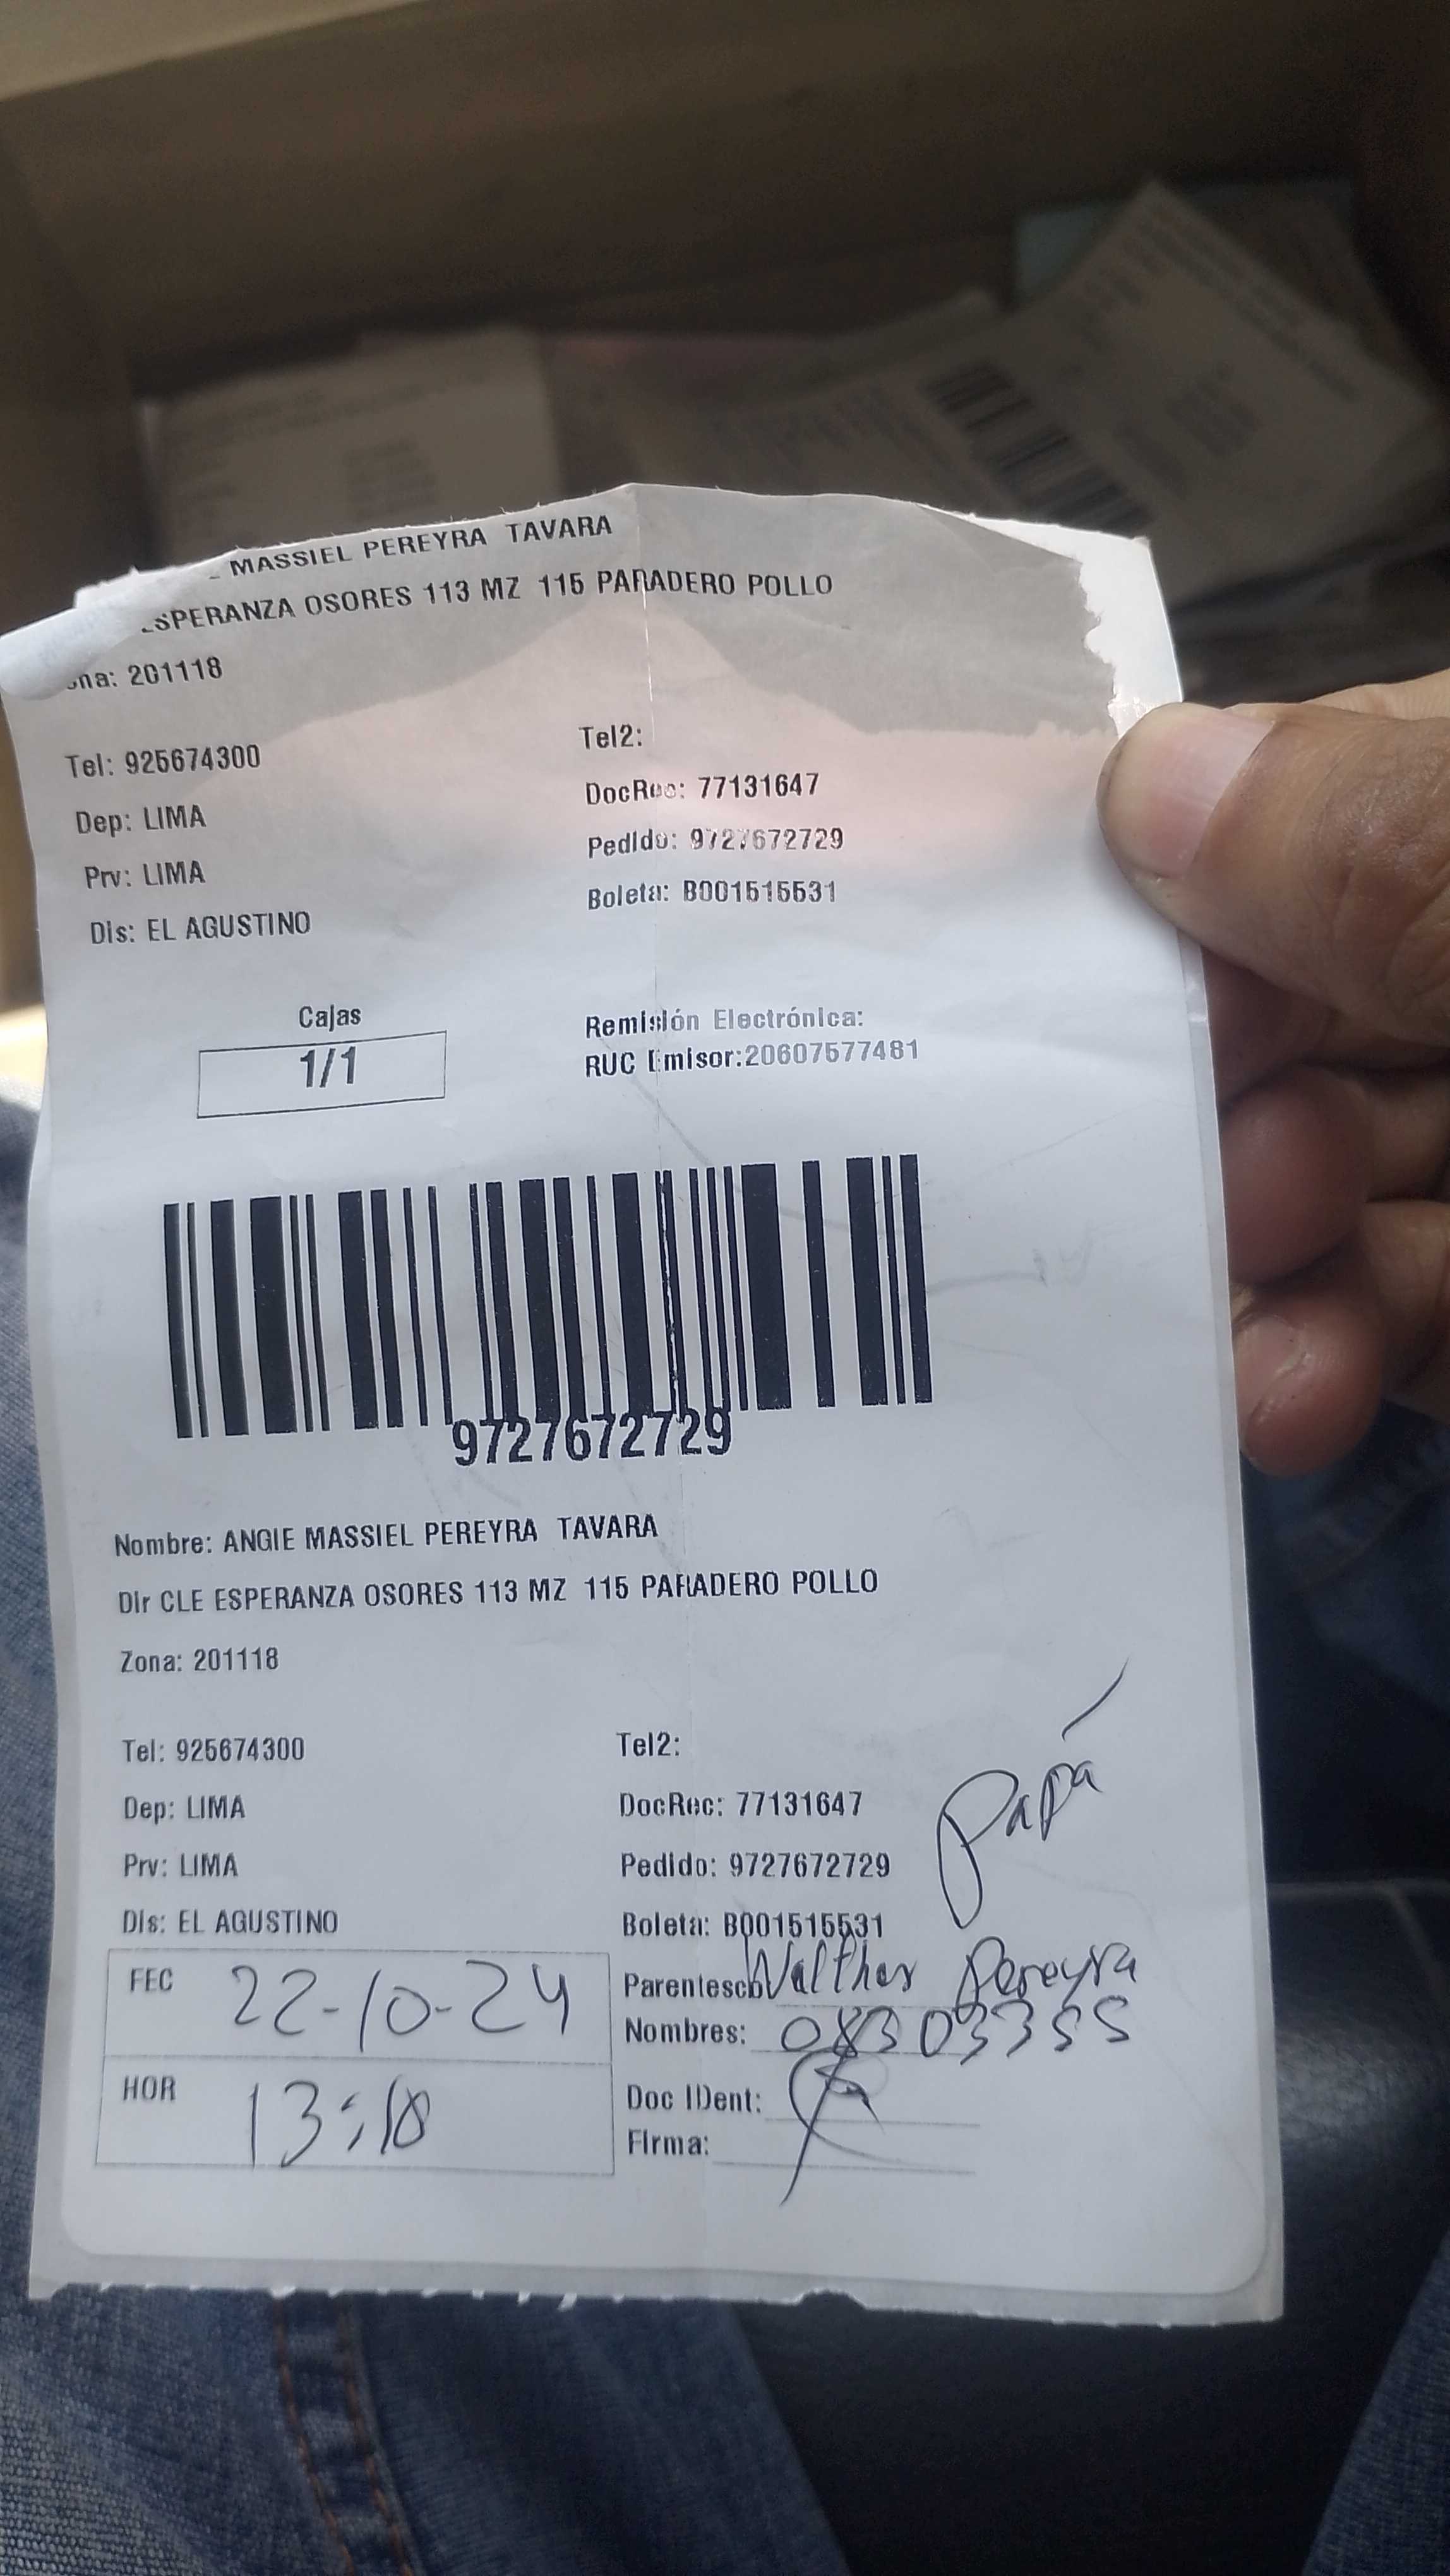 MASSIEL PEREYRA TAVARA
ESPERANZA OSORES 113 MZ 115 PARADERO POLLO
ona: 201118
Tel: 925674300
Tel2:
DocRec: 77131647
Dep: LIMA
Pedido: 9727672729
Prv: LIMA
Boleta: B001515531
Dis: EL AGUSTINO
Cajas
1/1
Remisión Electrónica:
RUC Emisor:20607577481
9727672729
Nombre: ANGIE MASSIEL PEREYRA TAVARA
Dir CLE ESPERANZA OSORES 113 MZ 115 PARADERO POLLO
Zona: 201118
Tel: 925674300
Tel2:
Dep: LIMA
DocRec: 77131647
Papá
Prv: LIMA
Pedido: 9727672729
Dis: EL AGUSTINO
Boleta: B001515531
FEC 22-10-24
Parentesco Walther Pereyra
Nombres: 08303355
HOR 13:18
Doc IDent:
Firma: